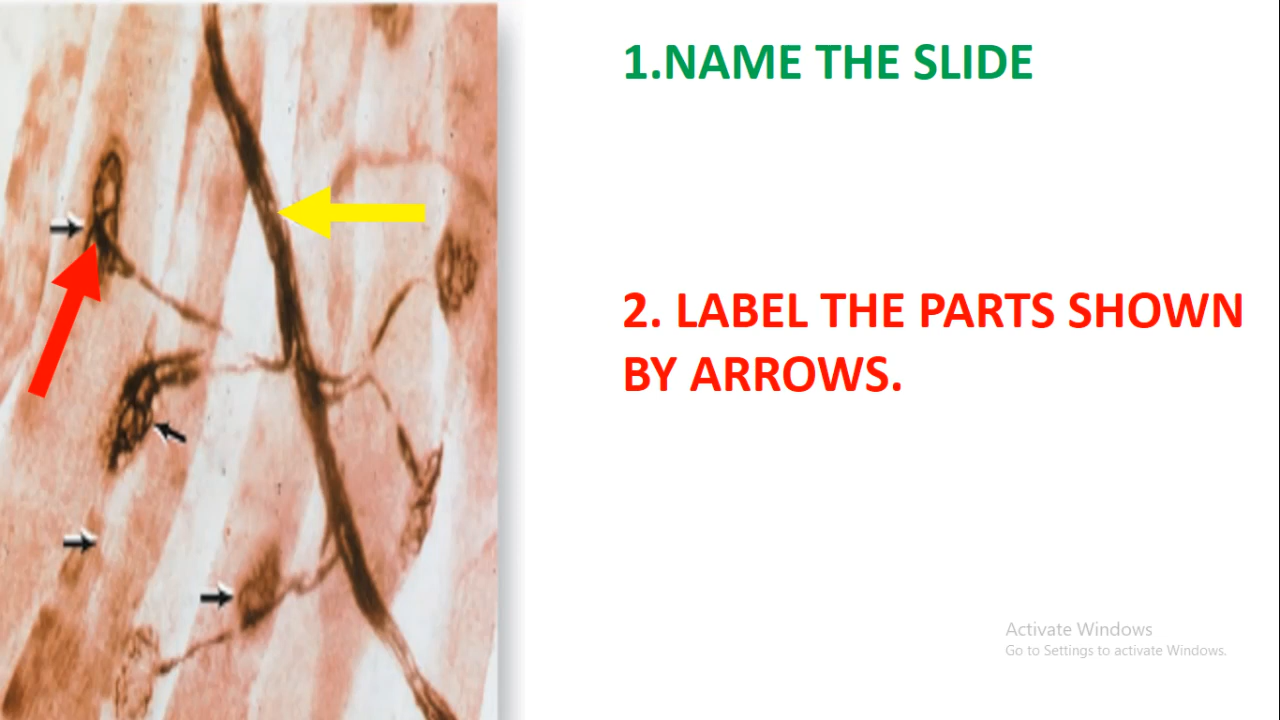 1.NAME THE SLIDE
2. LABEL THE PARTS SHOWN
BY ARROWS.
Activate Windows
Go to Settings to activate Windows.